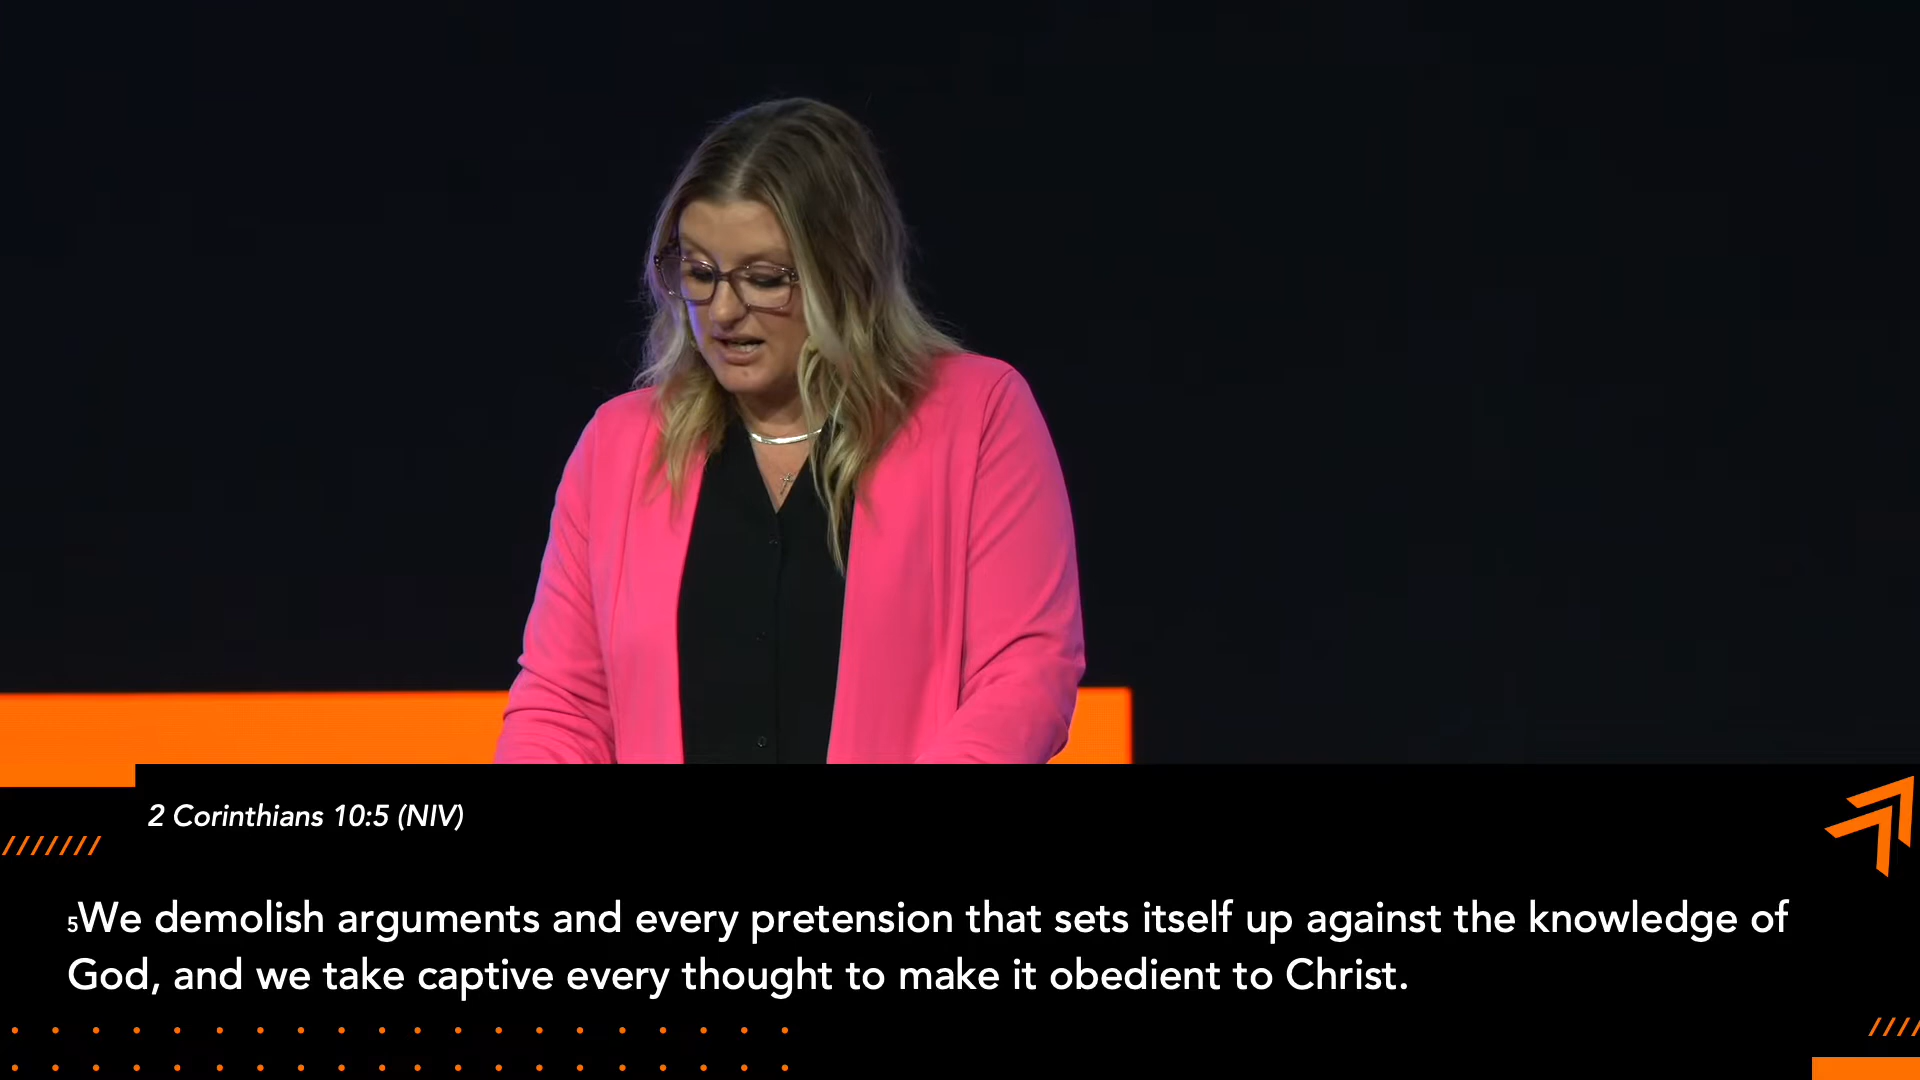 2 Corinthians 10:5 (NIV)
5We demolish arguments and every pretension that sets itself up against the knowledge of
God, and we take captive every thought to make it obedient to Christ.